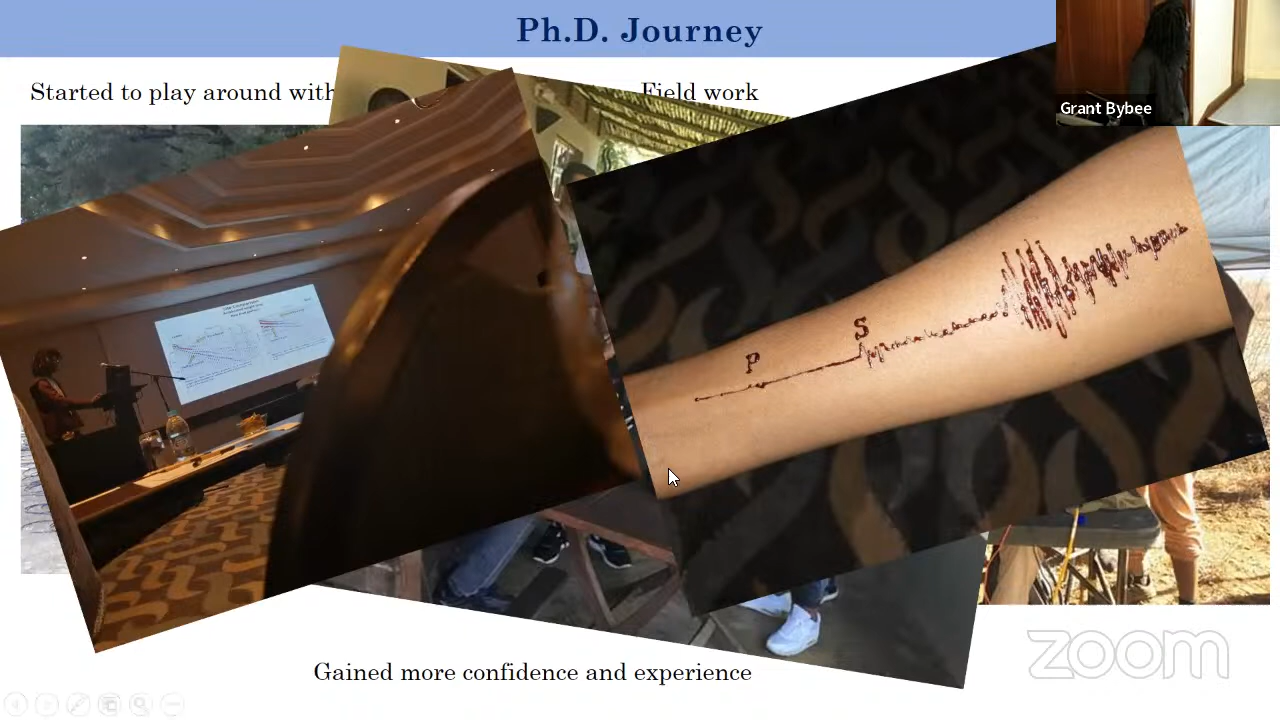 Ph.D. Journey
Started to play around with
Field work
Grant Bybee
P
S
Gained more confidence and experience
zoom